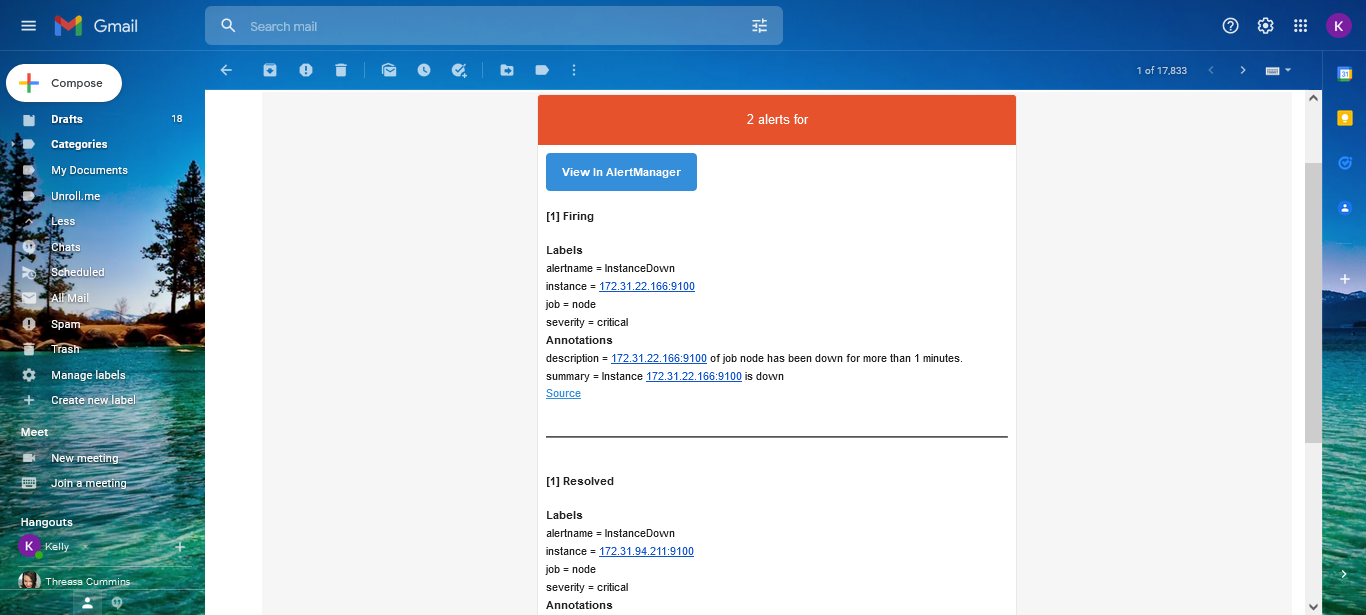 Gmail
Search mail
K
Compose
1 of 17,833
31
Drafts 18
Categories
My Documents
Unroll.me
Less
Chats
Scheduled
All Mail
Spam
Trash
Manage labels
Create new label
Meet
New meeting
Join a meeting
Hangouts
K Kelly
Threasa Cummins
2 alerts for
View In AlertManager
[1] Firing
Labels
alertname = InstanceDown
instance = 172.31.22.166:9100
job = node
severity = critical
Annotations
description = 172.31.22.166:9100 of job node has been down for more than 1 minutes.
summary = Instance 172.31.22.166:9100 is down
Source
[1] Resolved
Labels
alertname = InstanceDown
instance = 172.31.94.211:9100
job = node
severity = critical
Annotations